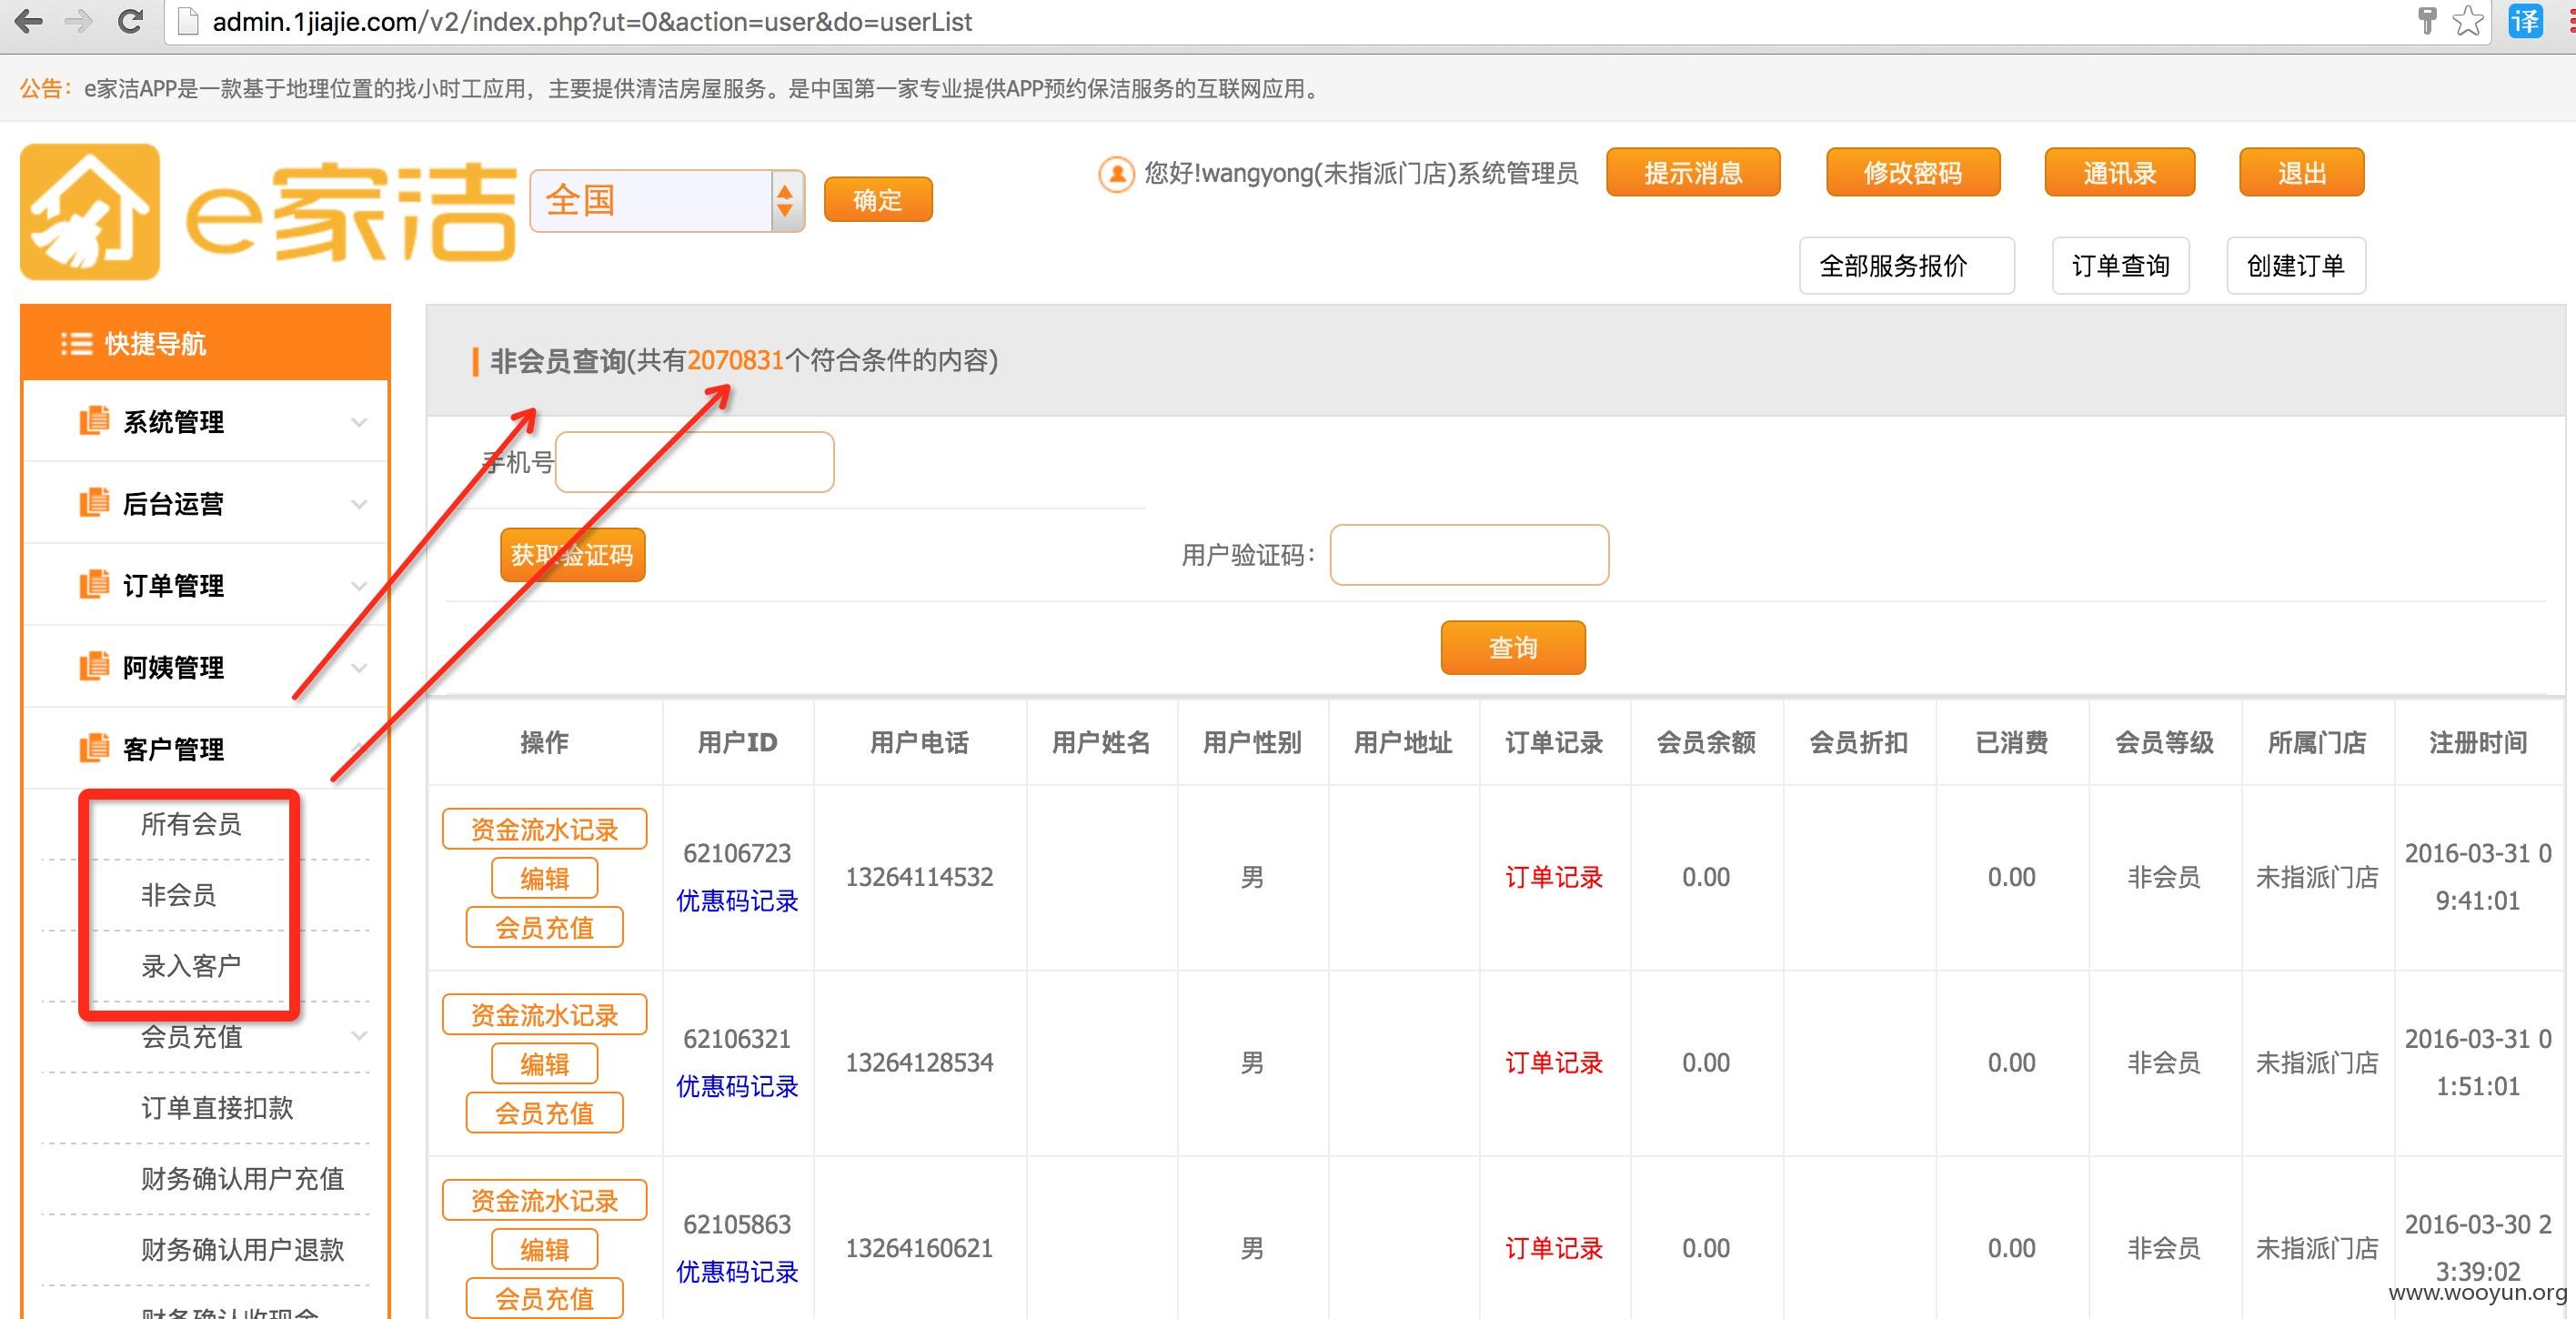 admin.1jiajie.com/v2/index.php?ut=0&action=user&do=userList
译
公告：e家洁APP是一款基于地理位置的找小时工应用，主要提供清洁房屋服务。是中国第一家专业提供APP预约保洁服务的互联网应用。
e家洁
全国
确定
您好!wangyong(未指派门店)系统管理员
提示消息
修改密码
通讯录
退出
全部服务报价
订单查询
创建订单
快捷导航
系统管理
后台运营
订单管理
阿姨管理
客户管理
所有会员
非会员
录入客户
会员充值
订单直接扣款
财务确认用户充值
财务确认用户退款
财务确认收现金
非会员查询(共有2070831个符合条件的内容)
手机号
获取验证码
用户验证码：
查询
操作 用户ID 用户电话 用户姓名 用户性别 用户地址 订单记录 会员余额 会员折扣 已消费 会员等级 所属门店 注册时间
资金流水记录
编辑
会员充值
62106723
优惠码记录
13264114532 男 订单记录 0.00 0.00 非会员 未指派门店
2016-03-31 0
9:41:01
资金流水记录
编辑
会员充值
62106321
优惠码记录
13264128534 男 订单记录 0.00 0.00 非会员 未指派门店
2016-03-31 0
1:51:01
资金流水记录
编辑
会员充值
62105863
优惠码记录
13264160621 男 订单记录 0.00 0.00 非会员 未指派门店
2016-03-30 2
3:39:02
www.wooyun.org